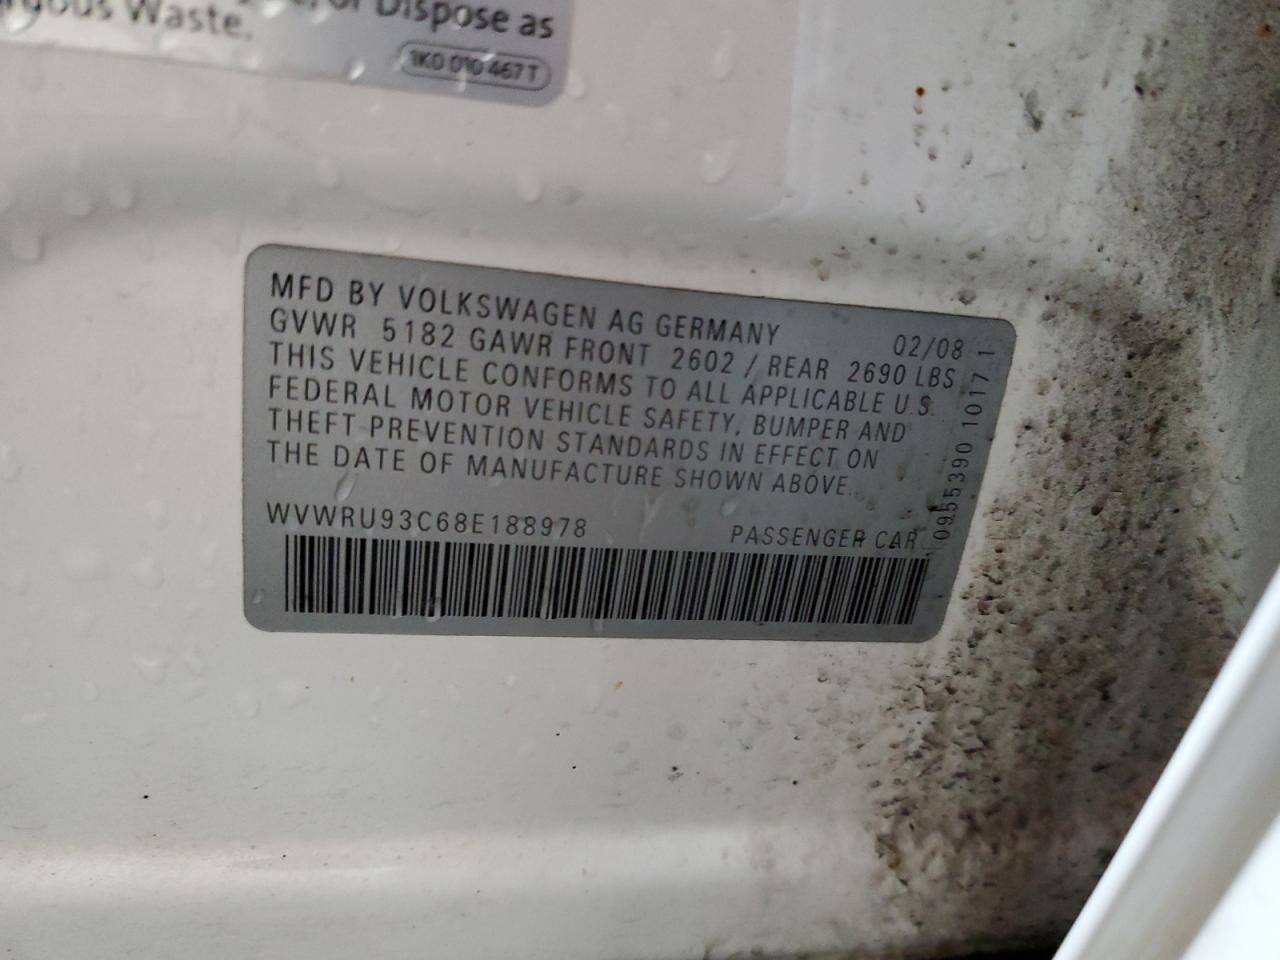 or Dispose as
Waste.
1K0 010 467 T
MFD BY VOLKSWAGEN AG GERMANY 02/08
GVWR 5182 GAWR FRONT 2602 / REAR 2690 LBS
THIS VEHICLE CONFORMS TO ALL APPLICABLE U.S.
FEDERAL MOTOR VEHICLE SAFETY, BUMPER AND
THEFT PREVENTION STANDARDS IN EFFECT ON
THE DATE OF MANUFACTURE SHOWN ABOVE.
WVWRU93C68E188978 PASSENGER CAR
0955390 1017 1